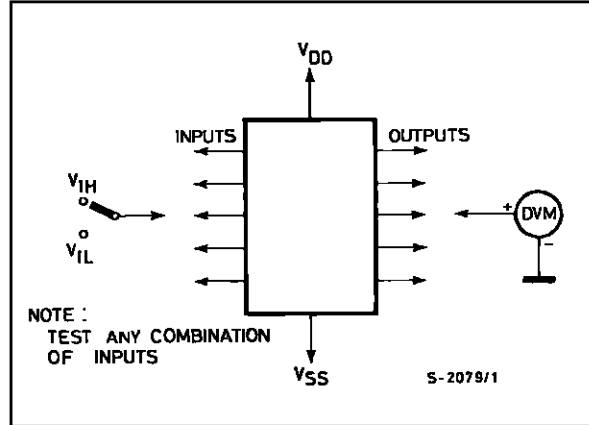 VDD
INPUTS
OUTPUTS
VIH
VIL
+
DVM
-
NOTE :
TEST ANY COMBINATION
OF INPUTS
VSS
S-2079/1